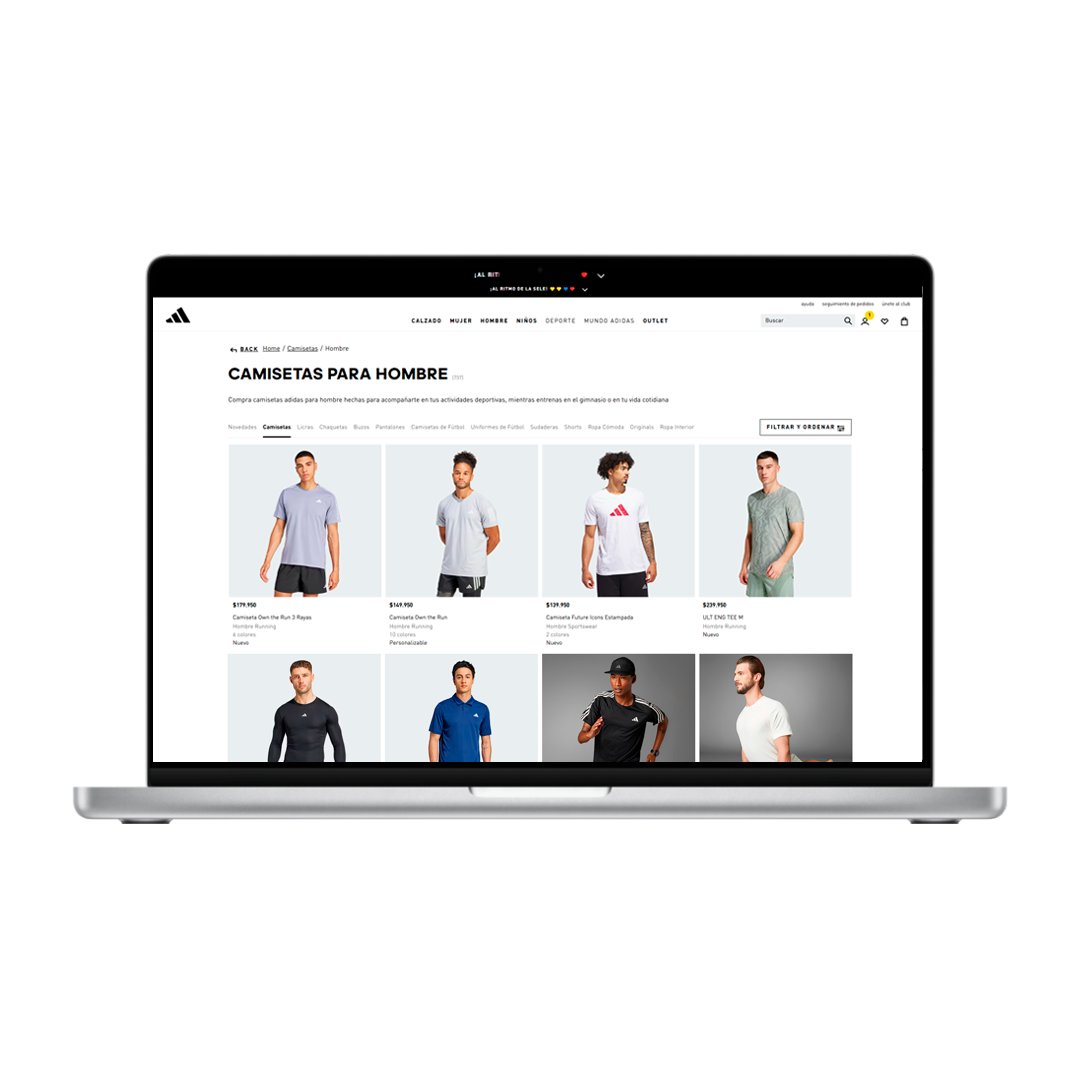 ¡AL RIT
¡AL RITMO DE LA SELE! 💛💛💙❤️
ayuda seguimiento de pedidos únete al club
CALZADO MUJER HOMBRE NIÑOS DEPORTE MUNDO ADIDAS OUTLET
Buscar
1
BACK Home / Camisetas / Hombre
CAMISETAS PARA HOMBRE
Compra camisetas adidas para hombre hechas para acompañarte en tus actividades deportivas, mientras entrenas en el gimnasio o en tu vida cotidiana
Novedades Camisetas Licras Chaquetas Buzos Pantalones Camisetas de Fútbol Uniformes de Fútbol Sudaderas Shorts Ropa Cómoda Originals Ropa Interior
FILTRAR Y ORDENAR
$179.950 $149.950 $139.950 $239.950
Camiseta Own the Run 3 Rayas Camiseta Own the Run Camiseta Future Icons Estampada ULT ENG TEE M
Hombre Running Hombre Running Hombre Sportswear Hombre Running
6 colores 10 colores 2 colores Nuevo
Nuevo Personalizable Nuevo